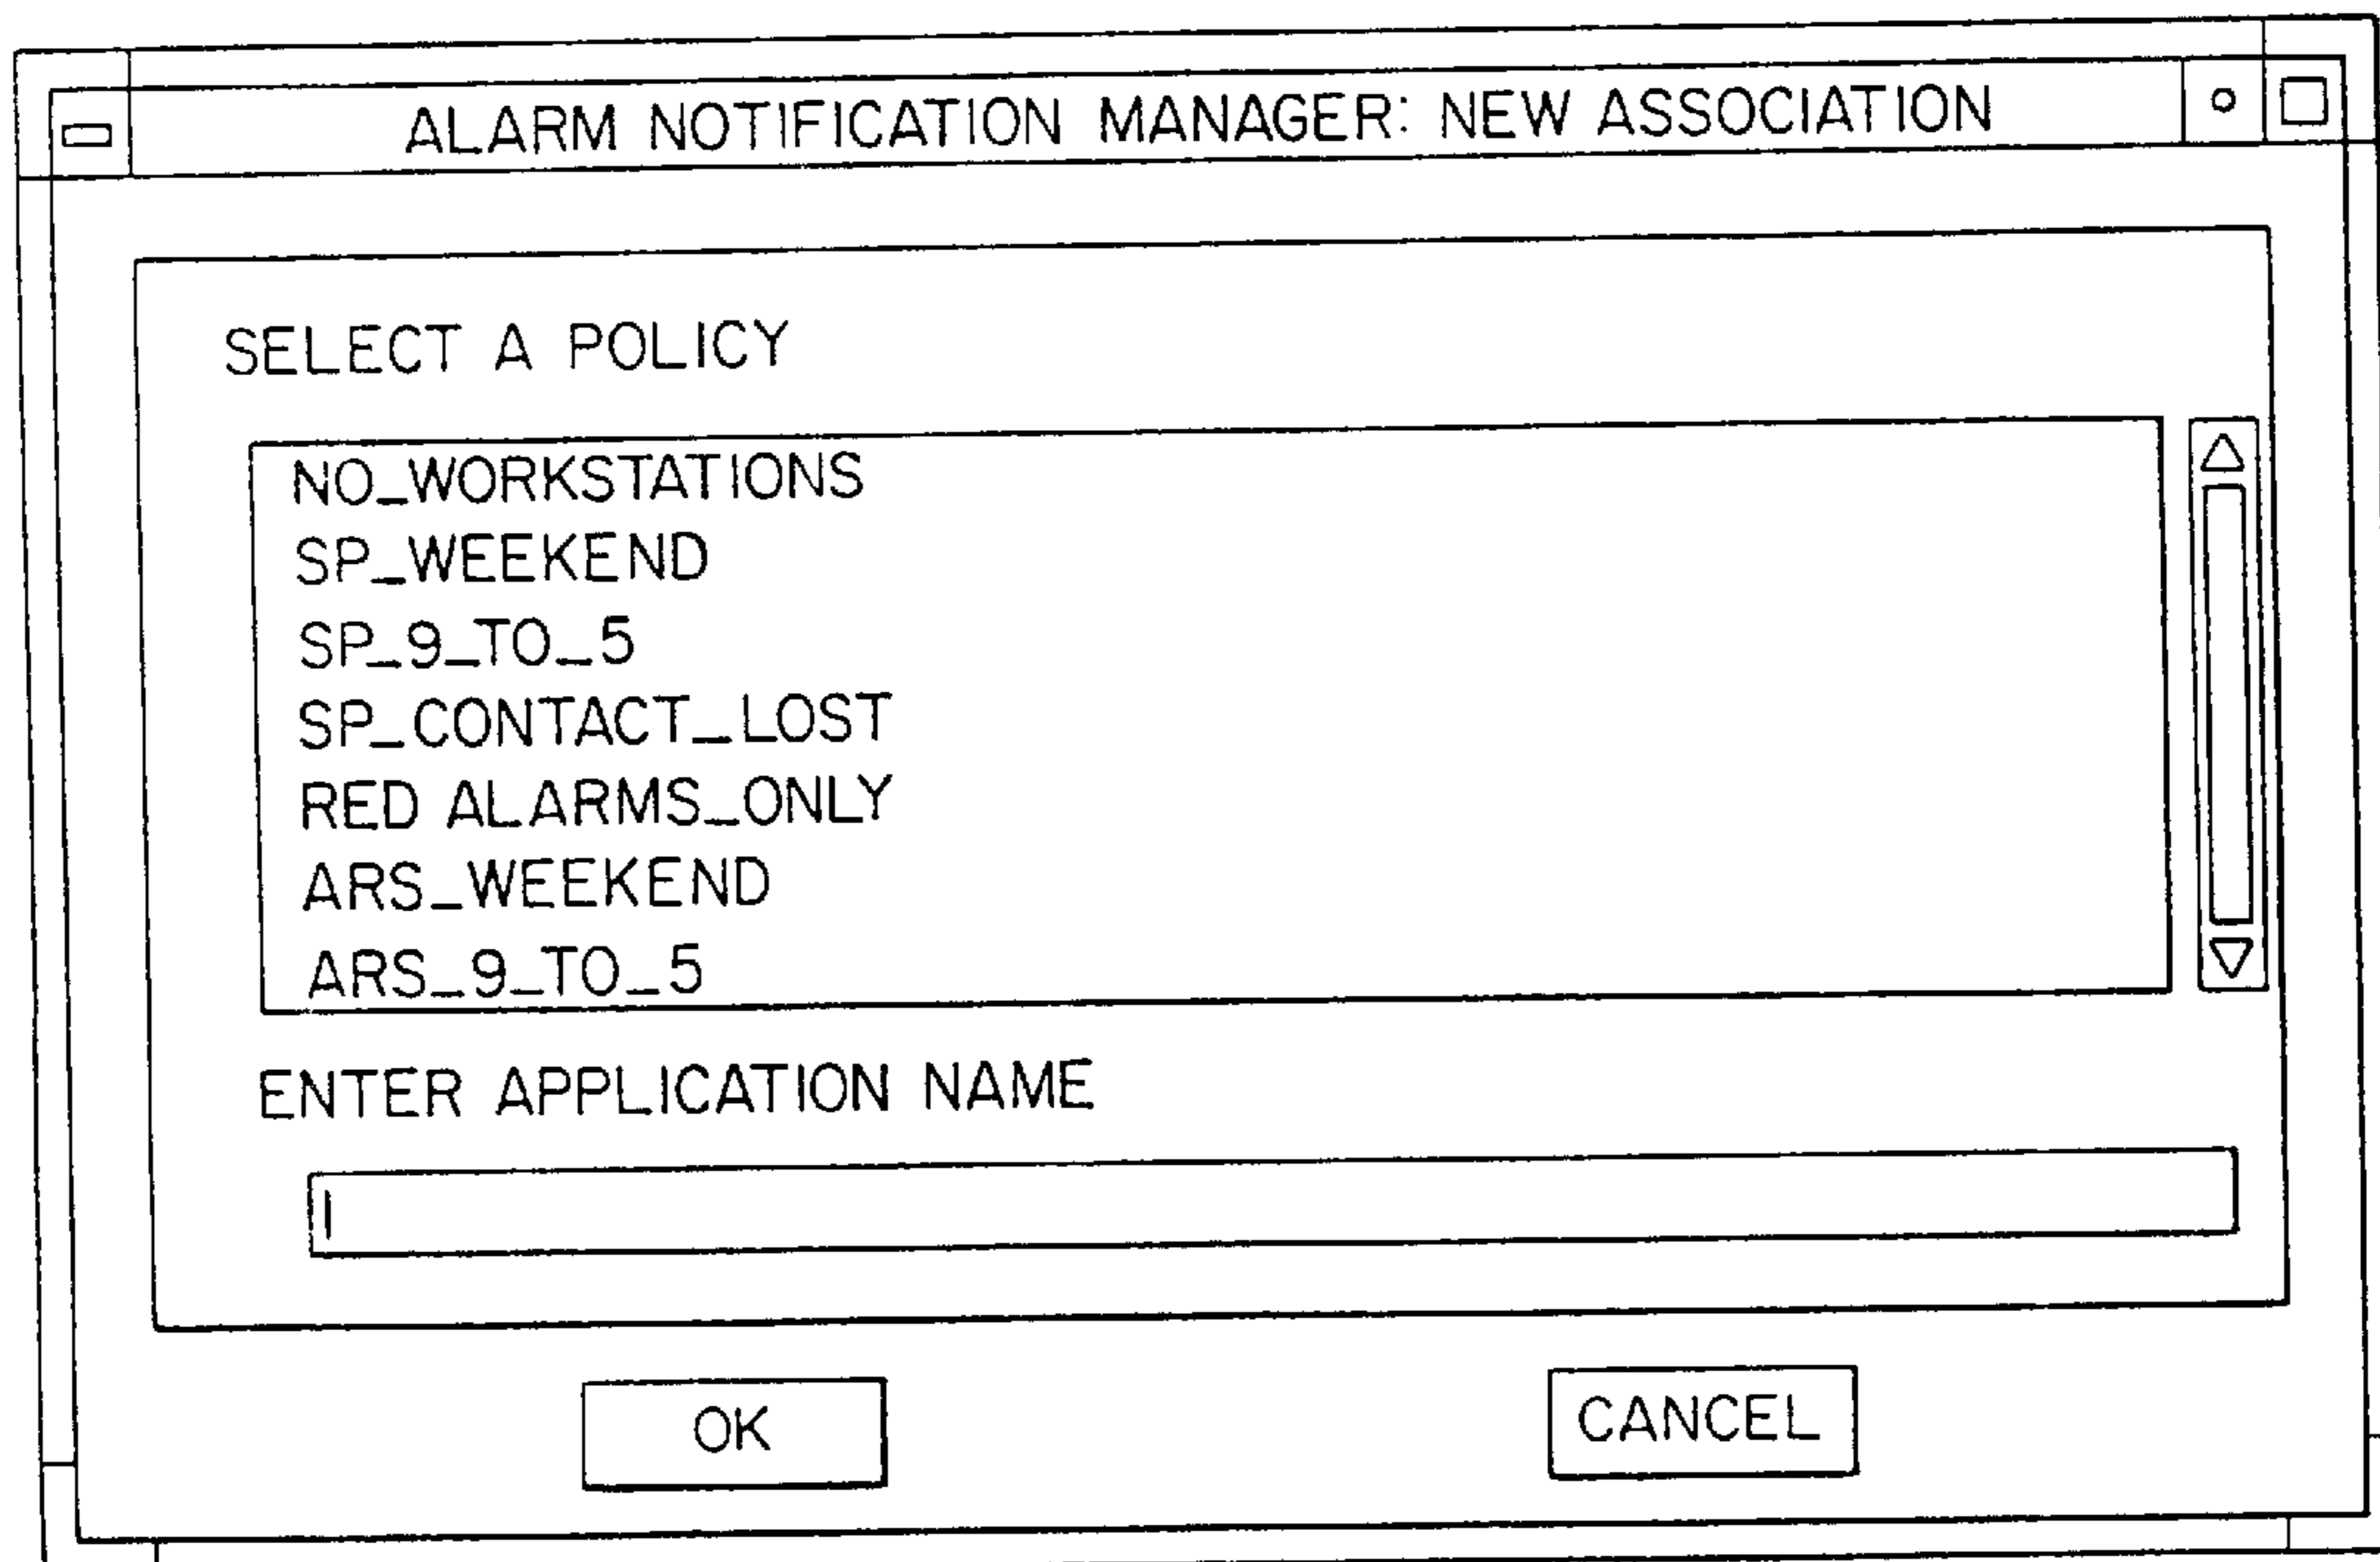 ALARM NOTIFICATION MANAGER: NEW ASSOCIATION
SELECT A POLICY
NO_WORKSTATIONS
SP_WEEKEND
SP_9_TO_5
SP_CONTACT_LOST
RED ALARMS_ONLY
ARS_WEEKEND
ARS_9_TO_5
ENTER APPLICATION NAME
OK
CANCEL